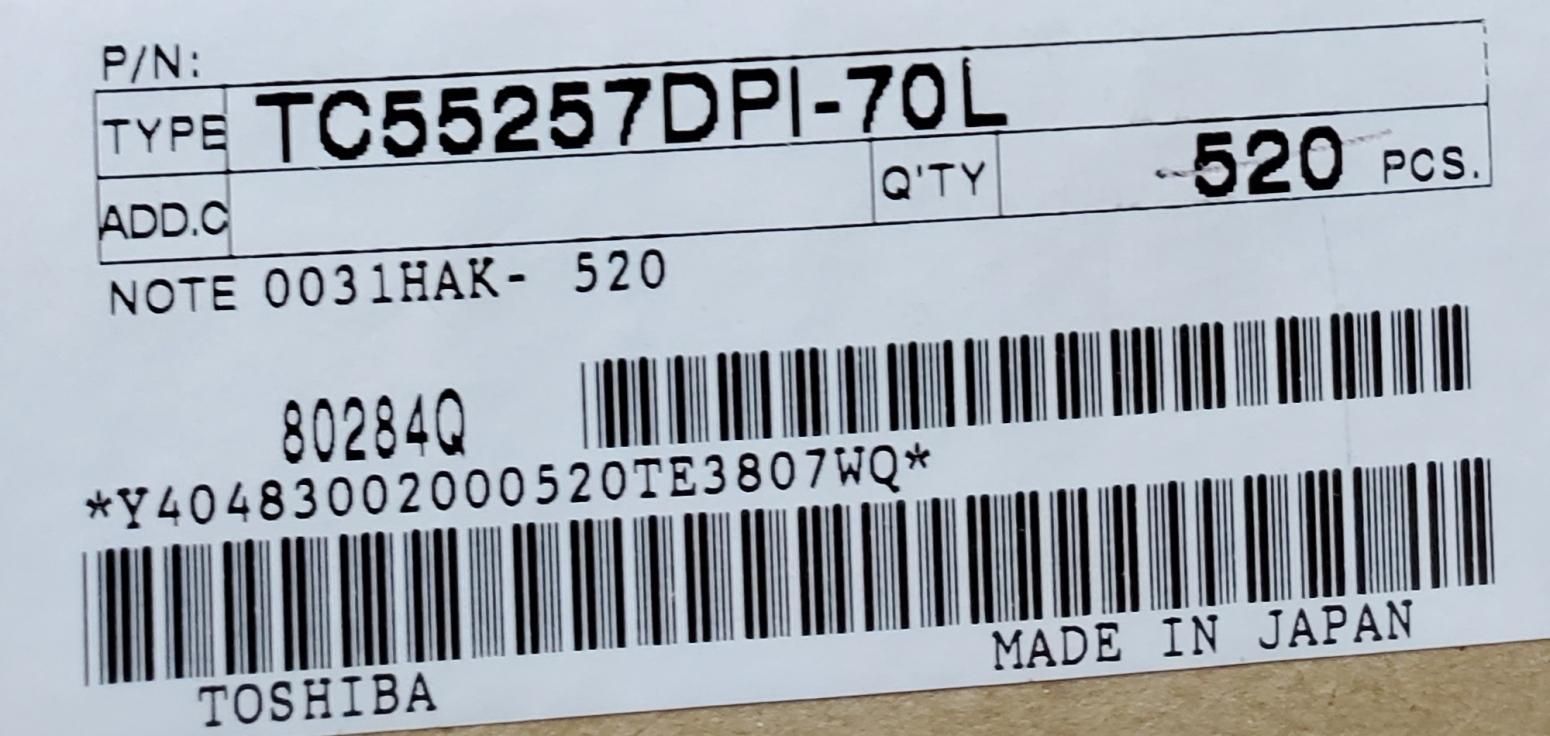 P/N:
TYPE TC55257DPI-70L
ADD.C Q'TY 520 PCS.
NOTE 0031HAK- 520
80284Q
*Y40483002000520TE3807WQ*
TOSHIBA MADE IN JAPAN